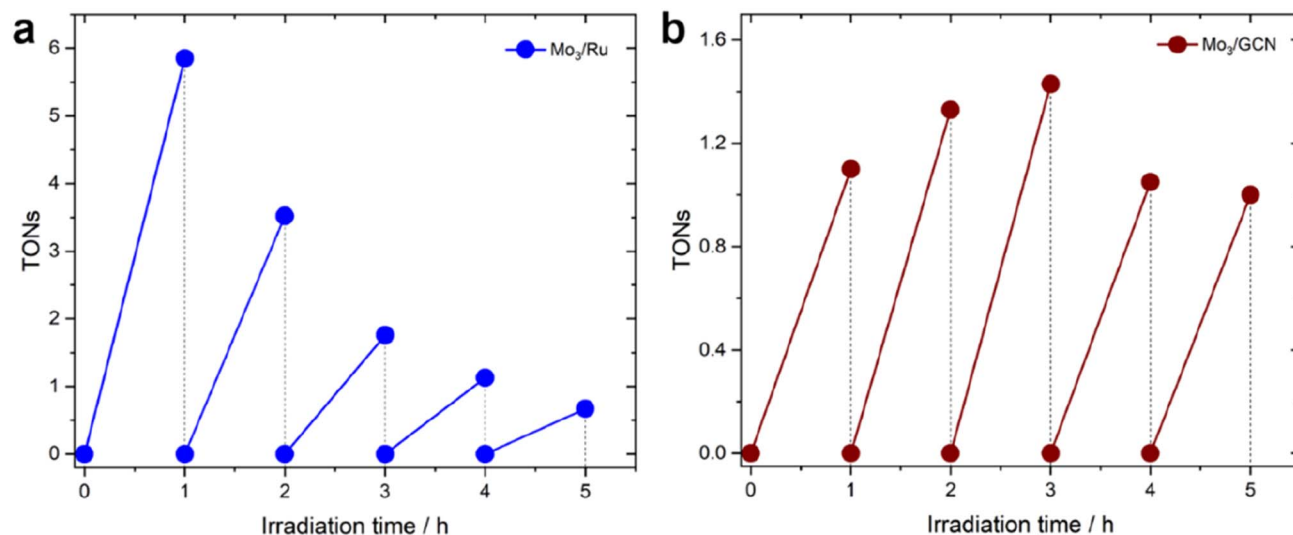 a
Mo₃/Ru
6
5
4
3
2
1
0
TONs
0 1 2 3 4 5
Irradiation time / h
b
Mo₃/GCN
1.6
1.2
0.8
0.4
0.0
TONs
0 1 2 3 4 5
Irradiation time / h